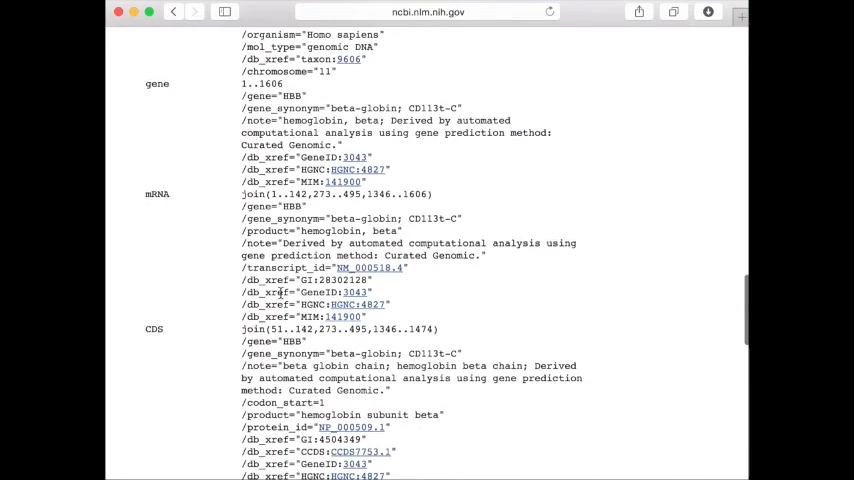 ncbi.nlm.nih.gov
/organism="Homo sapiens"
/mol_type="genomic DNA"
/db_xref="taxon:9606"
/chromosome="11"
gene 1..1606
/gene="HBB"
/gene_synonym="beta-globin; CD113t-C"
/note="hemoglobin, beta; Derived by automated
computational analysis using gene prediction method:
Curated Genomic."
/db_xref="GeneID:3043"
/db_xref="HGNC:HGNC:4827"
/db_xref="MIM:141900"
mRNA join(1..142,273..495,1346..1606)
/gene="HBB"
/gene_synonym="beta-globin; CD113t-C"
/product="hemoglobin, beta"
/note="Derived by automated computational analysis using
gene prediction method: Curated Genomic."
/transcript_id="NM_000518.4"
/db_xref="GI:28302128"
/db_xref="GeneID:3043"
/db_xref="HGNC:HGNC:4827"
/db_xref="MIM:141900"
CDS join(51..142,273..495,1346..1474)
/gene="HBB"
/gene_synonym="beta-globin; CD113t-C"
/note="beta globin chain; hemoglobin beta chain; Derived
by automated computational analysis using gene prediction
method: Curated Genomic."
/codon_start=1
/product="hemoglobin subunit beta"
/protein_id="NP_000509.1"
/db_xref="GI:4504349"
/db_xref="CCDS:CCDS7753.1"
/db_xref="GeneID:3043"
/db_xref="HGNC:HGNC:4827"